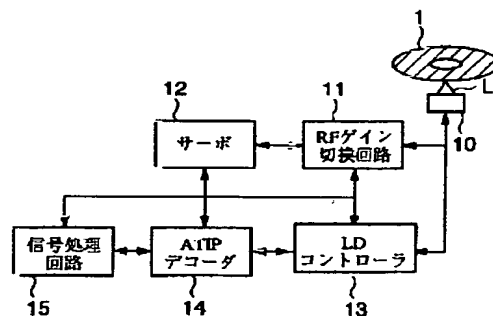 1
L
12
11
サーボ
RFゲイン
切換回路
10
信号処理
回路
ATIP
デコーダ
LD
コントローラ
15
14
13